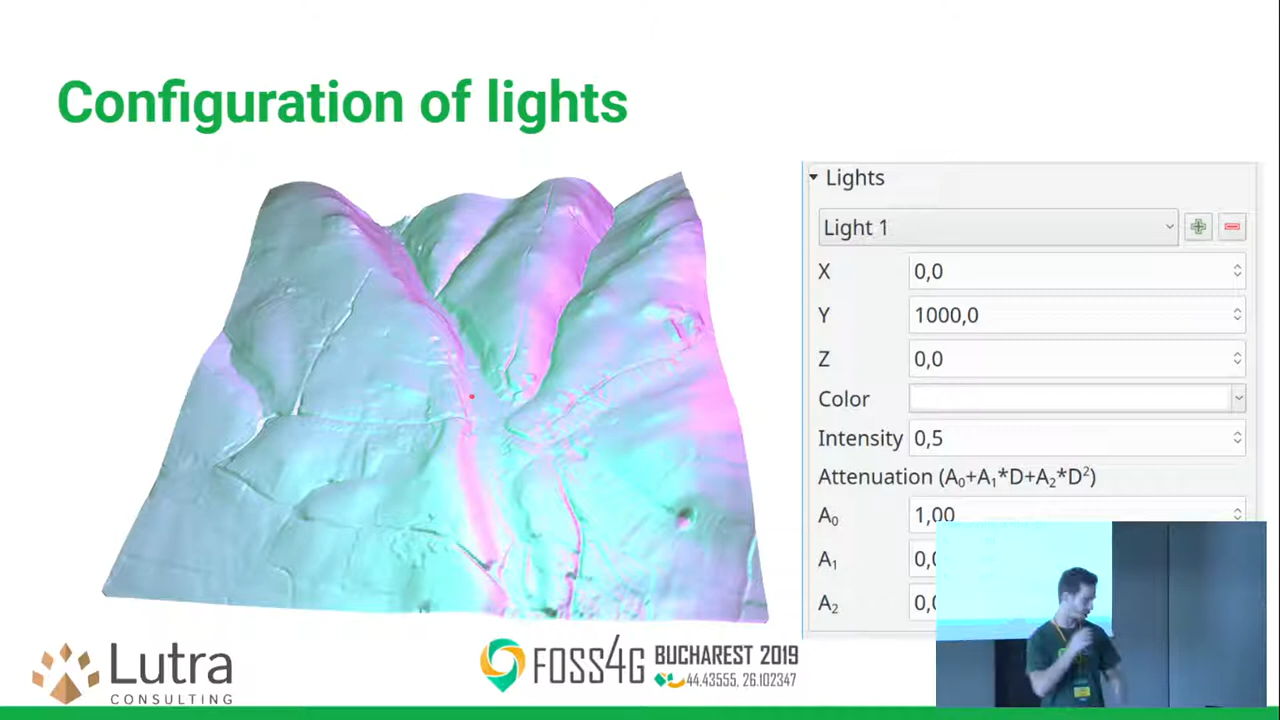 Configuration of lights
Lights
Light 1
X 0,0
Y 1000,0
Z 0,0
Color
Intensity 0,5
Attenuation (A₀+A₁*D+A₂*D²)
A₀ 1,00
A₁
A₂
Lutra
CONSULTING
FOSS4G BUCHAREST 2019
44.43555, 26.102347